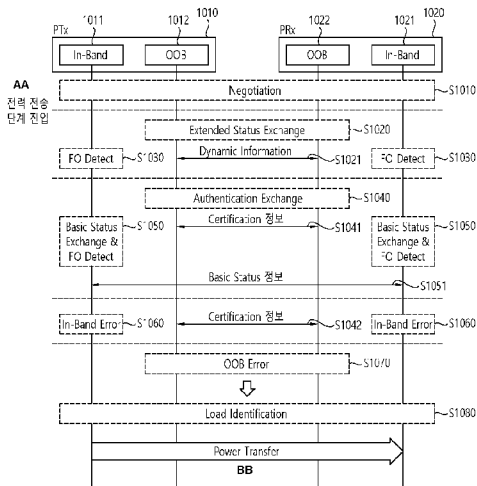 1010
1020
1011
1012
1022
1021
PTx
PRx
In-Band
OOB
OOB
In-Band
AA
전력 전송
단계 진입
Negotiation
S1010
Extended Status Exchange
S1020
FO Detect
S1030
Dynamic Information
S1021
FO Detect
S1030
Authentication Exchange
S1040
Basic Status
Exchange &
FO Detect
S1050
Certification 정보
S1041
Basic Status
Exchange &
FO Detect
S1050
Basic Status 정보
S1051
In-Band Error
S1060
Certification 정보
S1042
In-Band Error
S1060
OOB Error
S1070
Load Identification
S1080
Power Transfer
BB